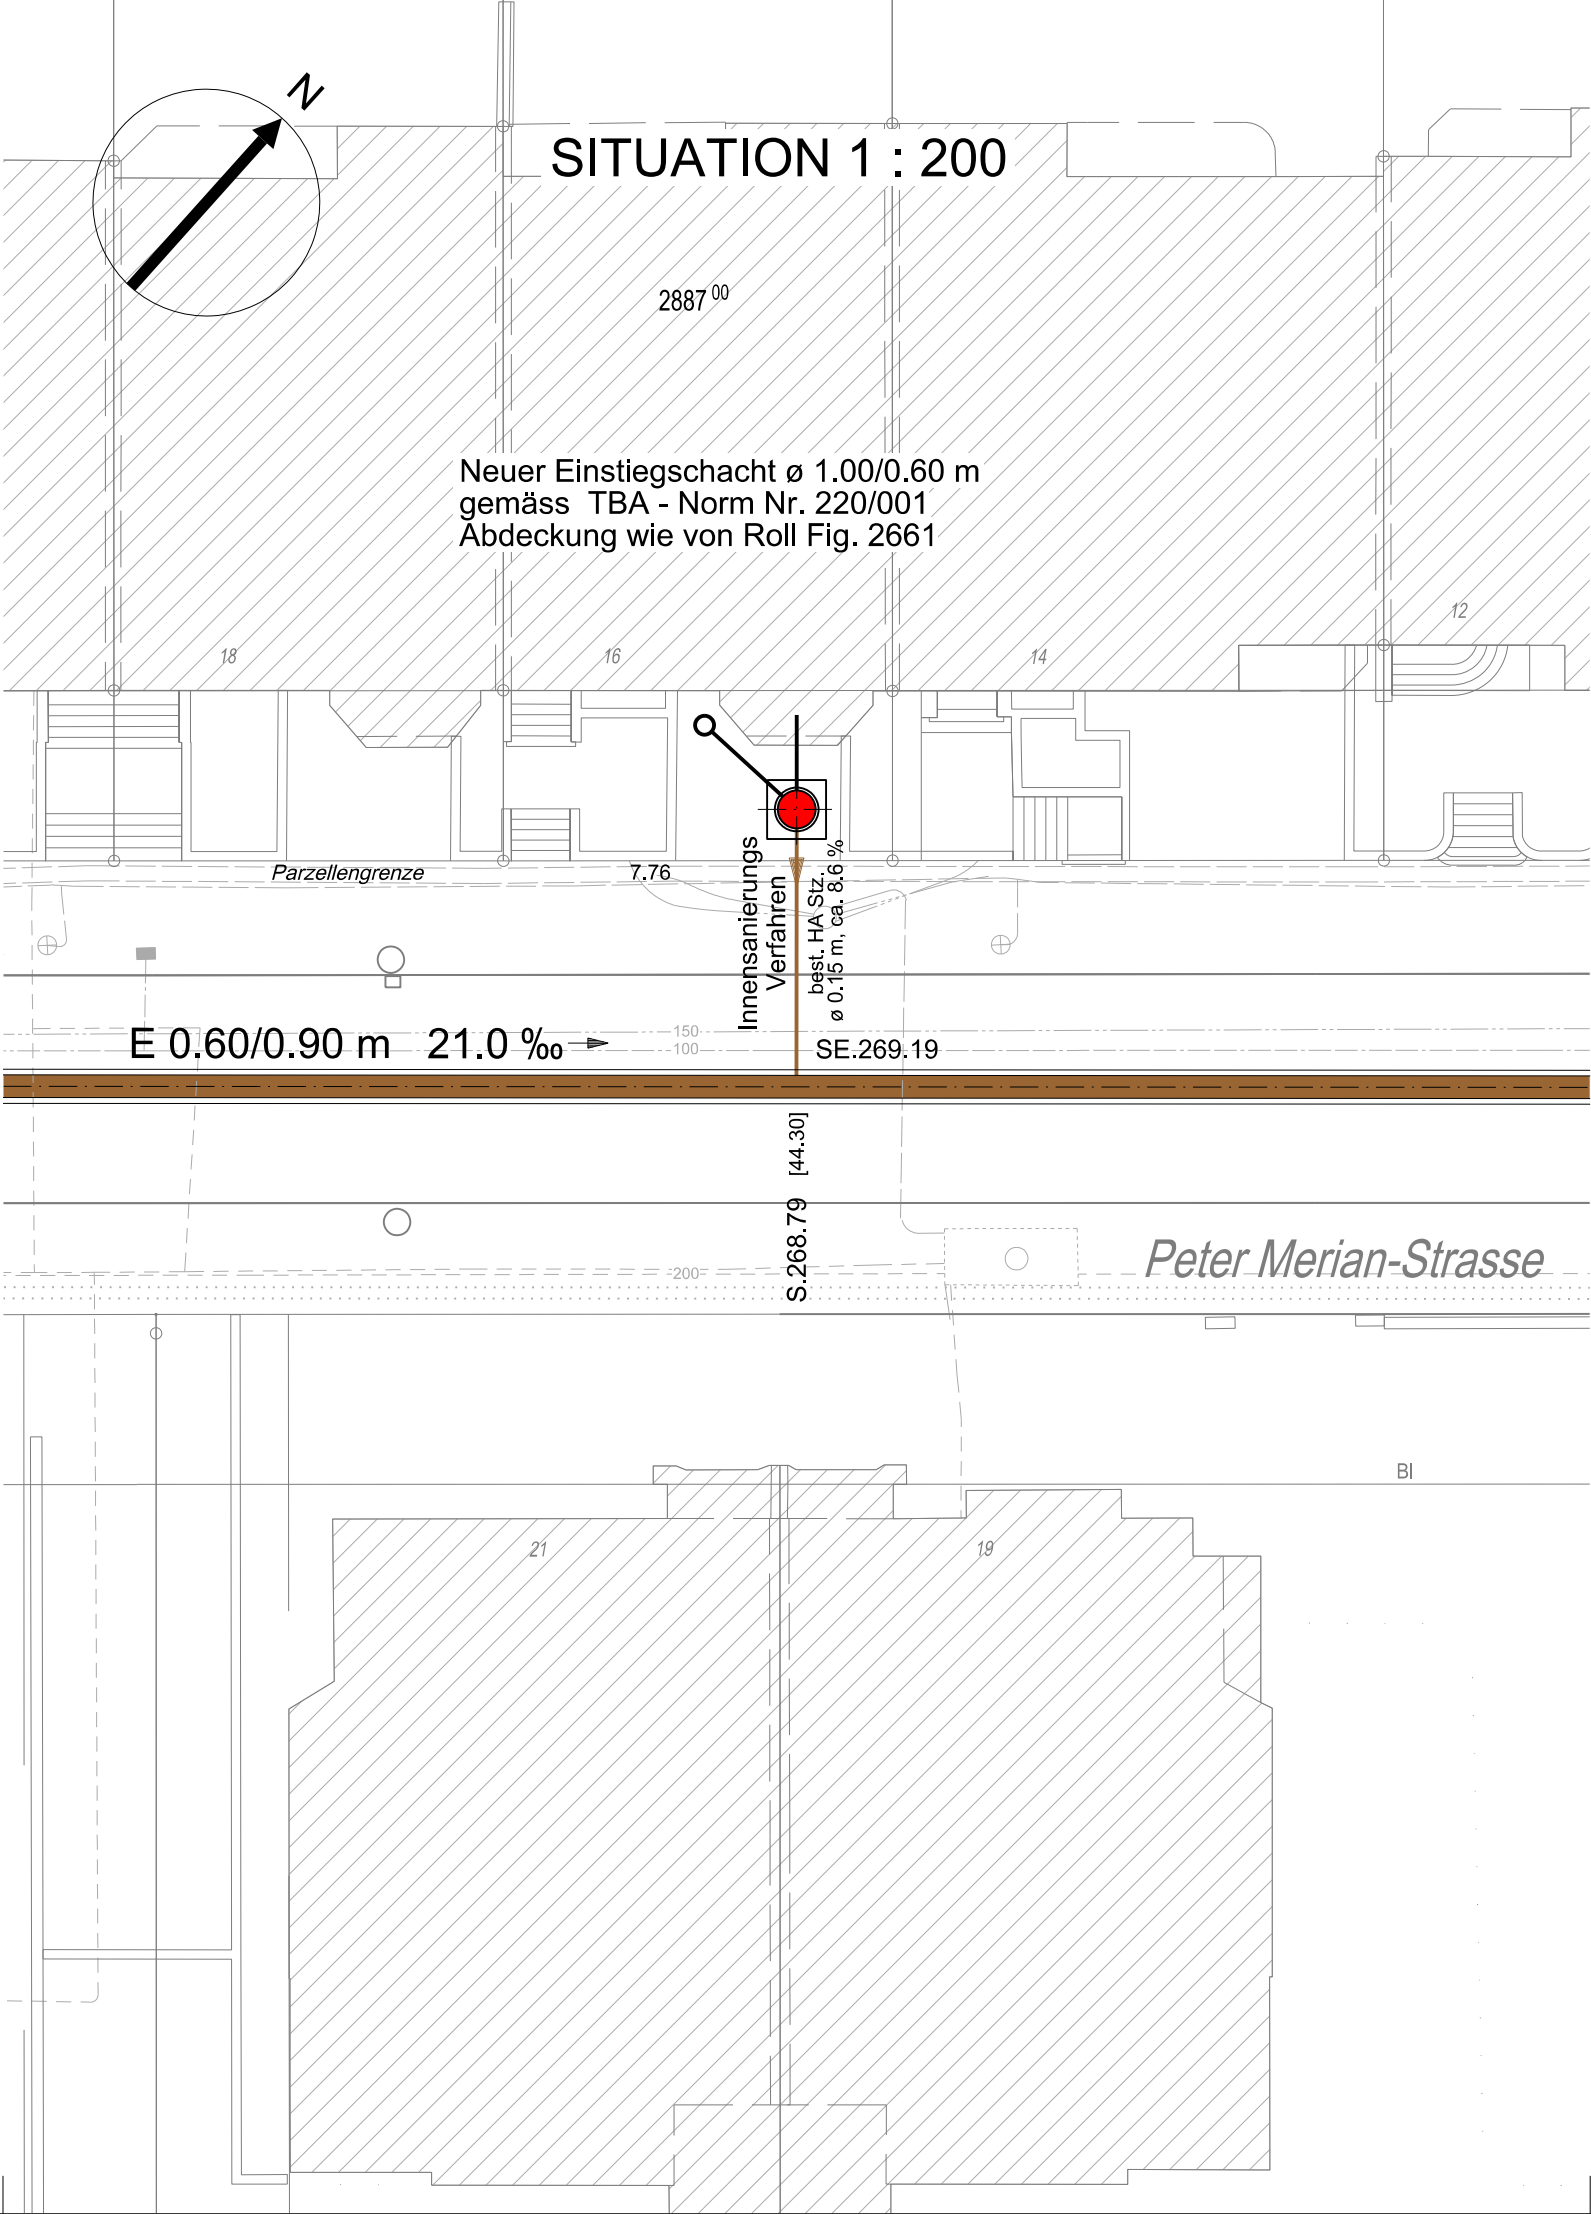 N
SITUATION 1 : 200
2887 00
Neuer Einstiegschacht ø 1.00/0.60 m
gemäss TBA - Norm Nr. 220/001
Abdeckung wie von Roll Fig. 2661
12
18
16
14
Parzellengrenze
7.76
Innensanierungs
Verfahren
best. HA Stz.
ø 0.15 m, ca. 8.6 %
E 0.60/0.90 m 21.0 ‰
150
100
SE.269.19
S.268.79 [44.30]
Peter Merian-Strasse
200
BI
21
19